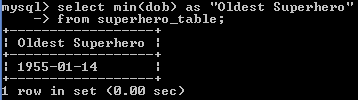 mysql> select min(dob) as "Oldest Superhero"
    -> from superhero_table;
+------------------+
| Oldest Superhero |
+------------------+
| 1955-01-14       |
+------------------+
1 row in set (0.00 sec)